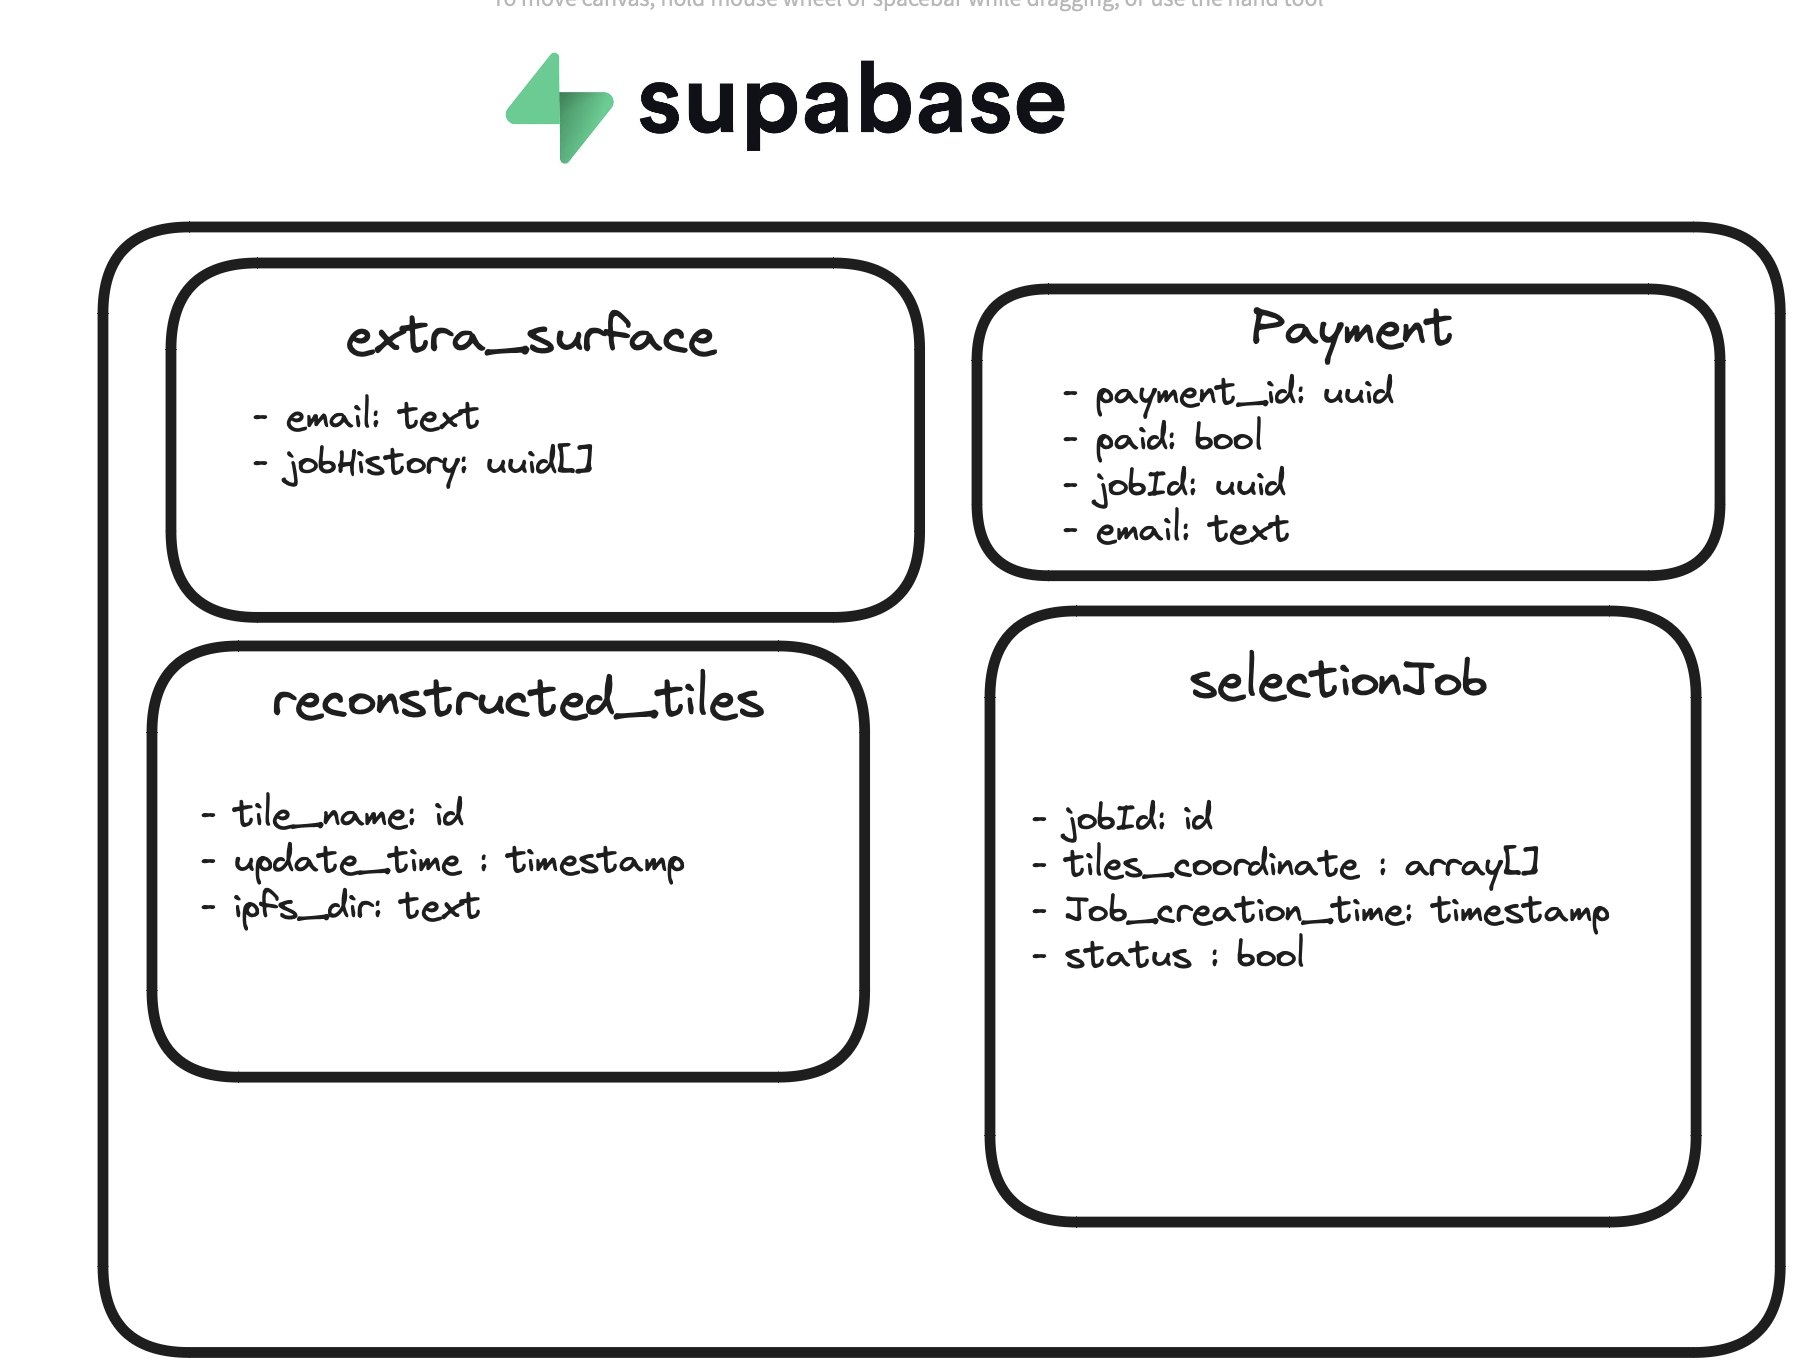 To move canvas, hold mouse wheel or spacebar while dragging, or use the hand tool
supabase
extra_surface
- email: text
- jobHistory: uuid[]
Payment
- payment_id: uuid
- paid: bool
- jobId: uuid
- email: text
reconstructed_tiles
- tile_name: id
- update_time : timestamp
- ipfs_dir: text
selectionJob
- jobId: id
- tiles_coordinate : array[]
- Job_creation_time: timestamp
- status : bool